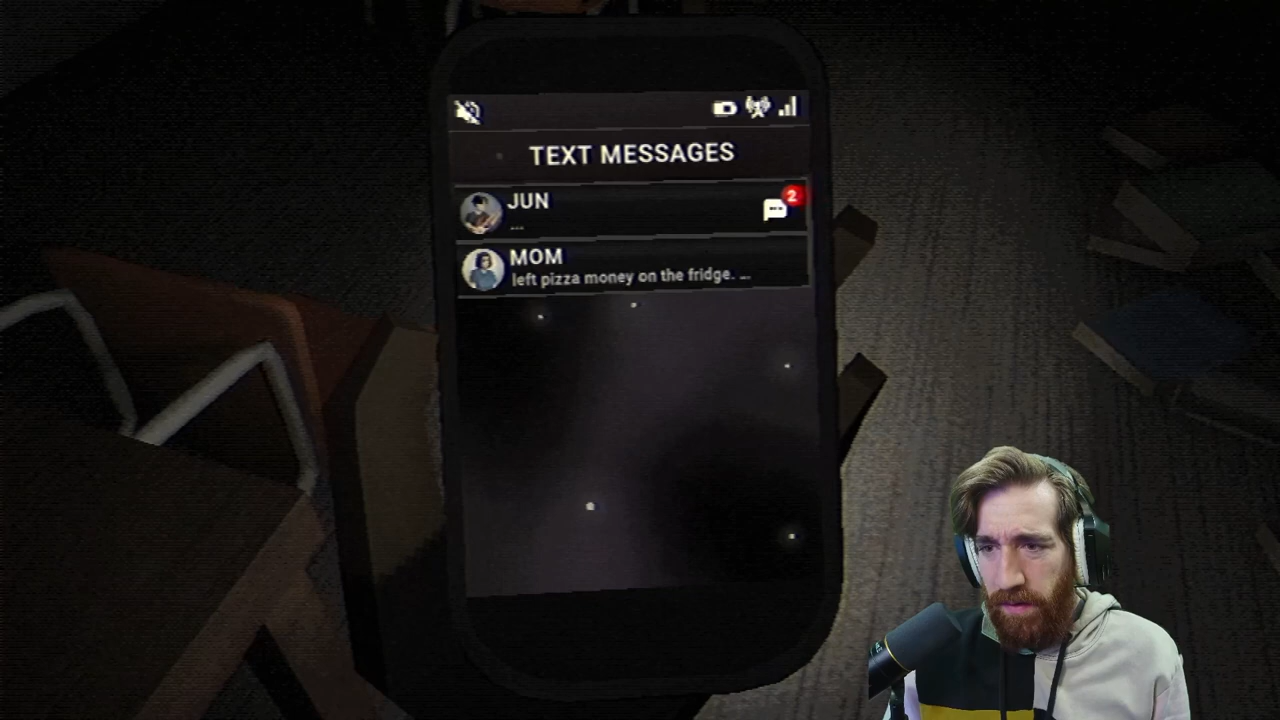 TEXT MESSAGES
JUN
2
...
MOM
left pizza money on the fridge. ...